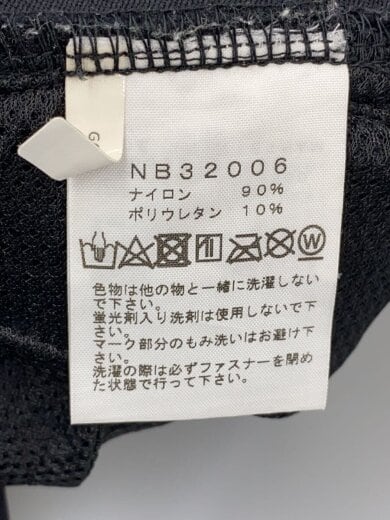 NB32006
ナイロン 90%
ポリウレタン 10%
W
色物は他の物と一緒に洗濯しない
で下さい。
蛍光剤入り洗剤は使用しないで下
さい。
マーク部分のもみ洗いはお避け下
さい。
洗濯の際は必ずファスナーを閉め
た状態で行って下さい。